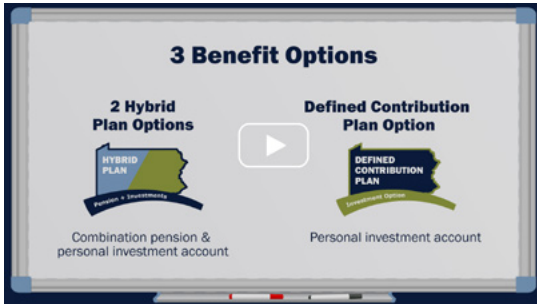 3 Benefit Options
2 Hybrid
Plan Options
HYBRID
PLAN
Pension + Investments
Combination pension &
personal investment account
Defined Contribution
Plan Option
DEFINED
CONTRIBUTION
PLAN
Investment Option
Personal investment account